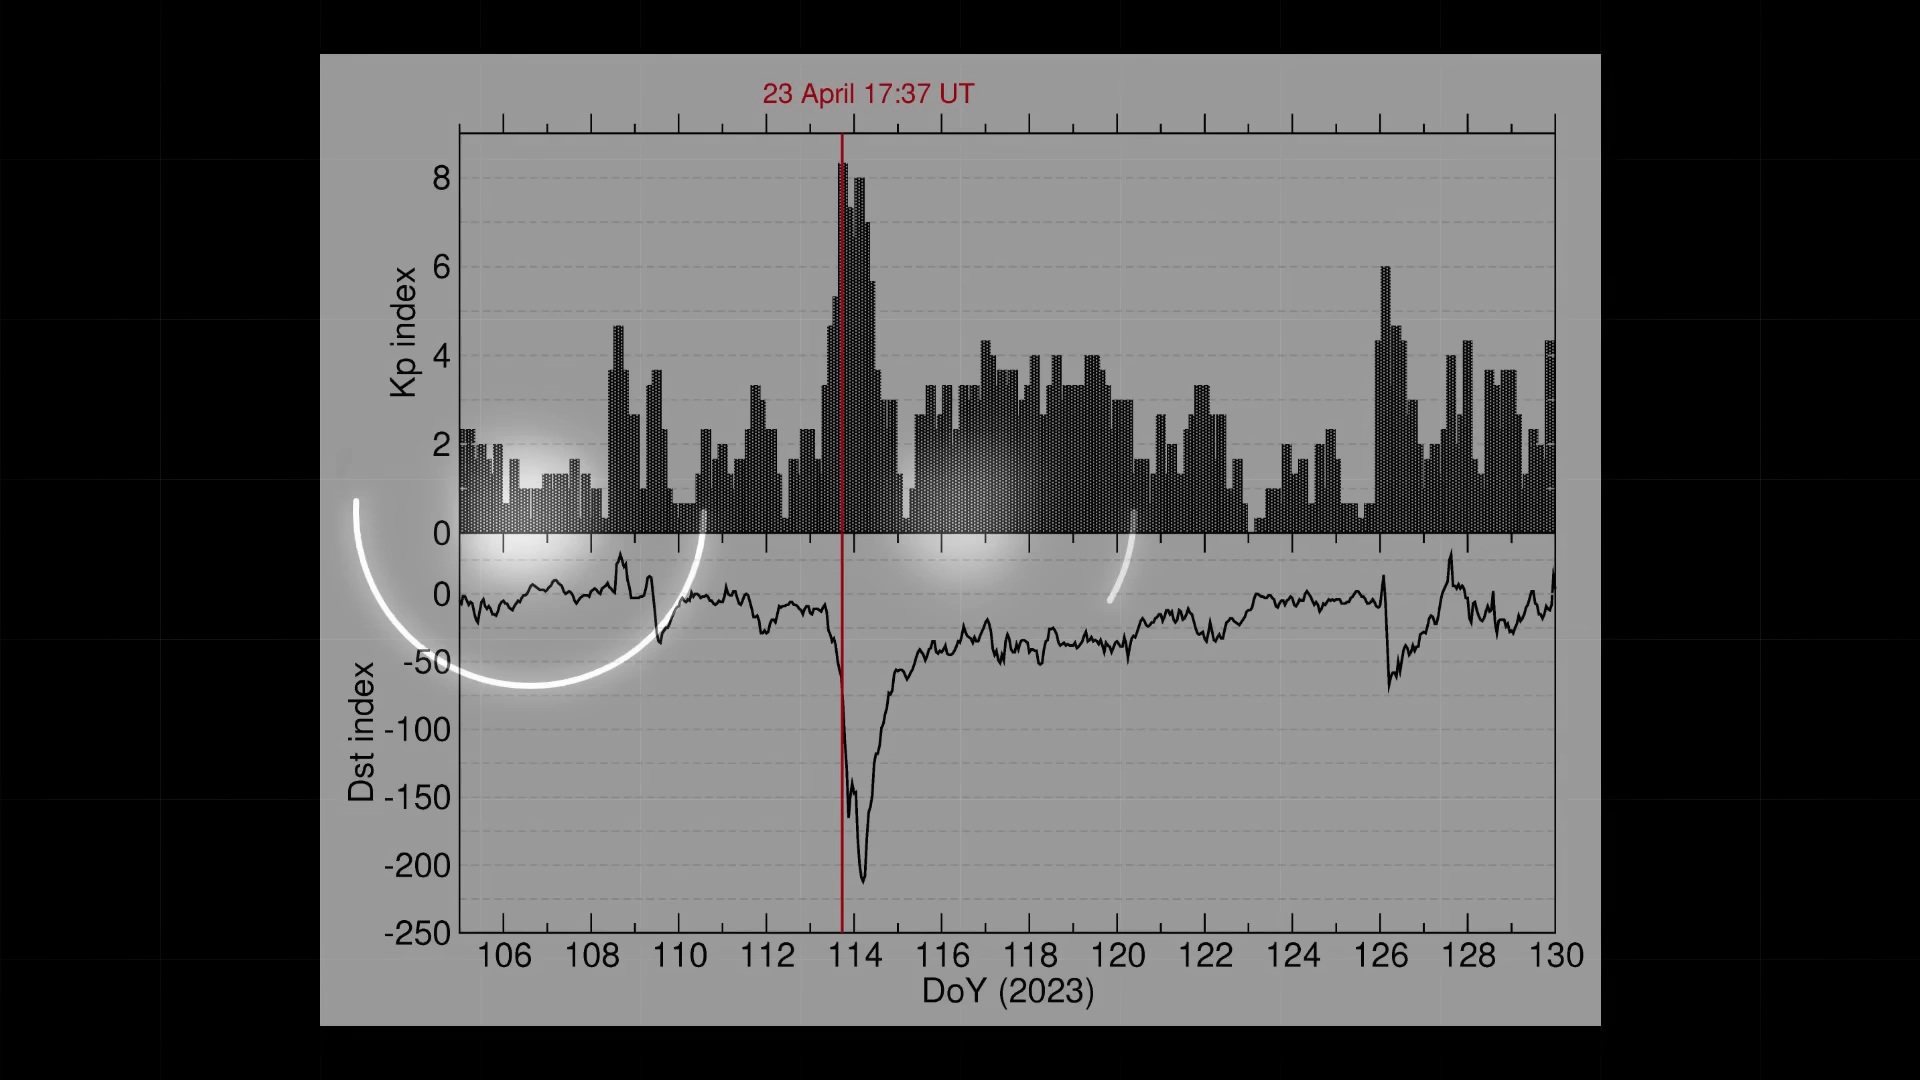 23 April 17:37 UT
8
6
4
2
0
Kp index
0
-50
-100
-150
-200
-250
Dst index
106 108 110 112 114 116 118 120 122 124 126 128 130
DoY (2023)